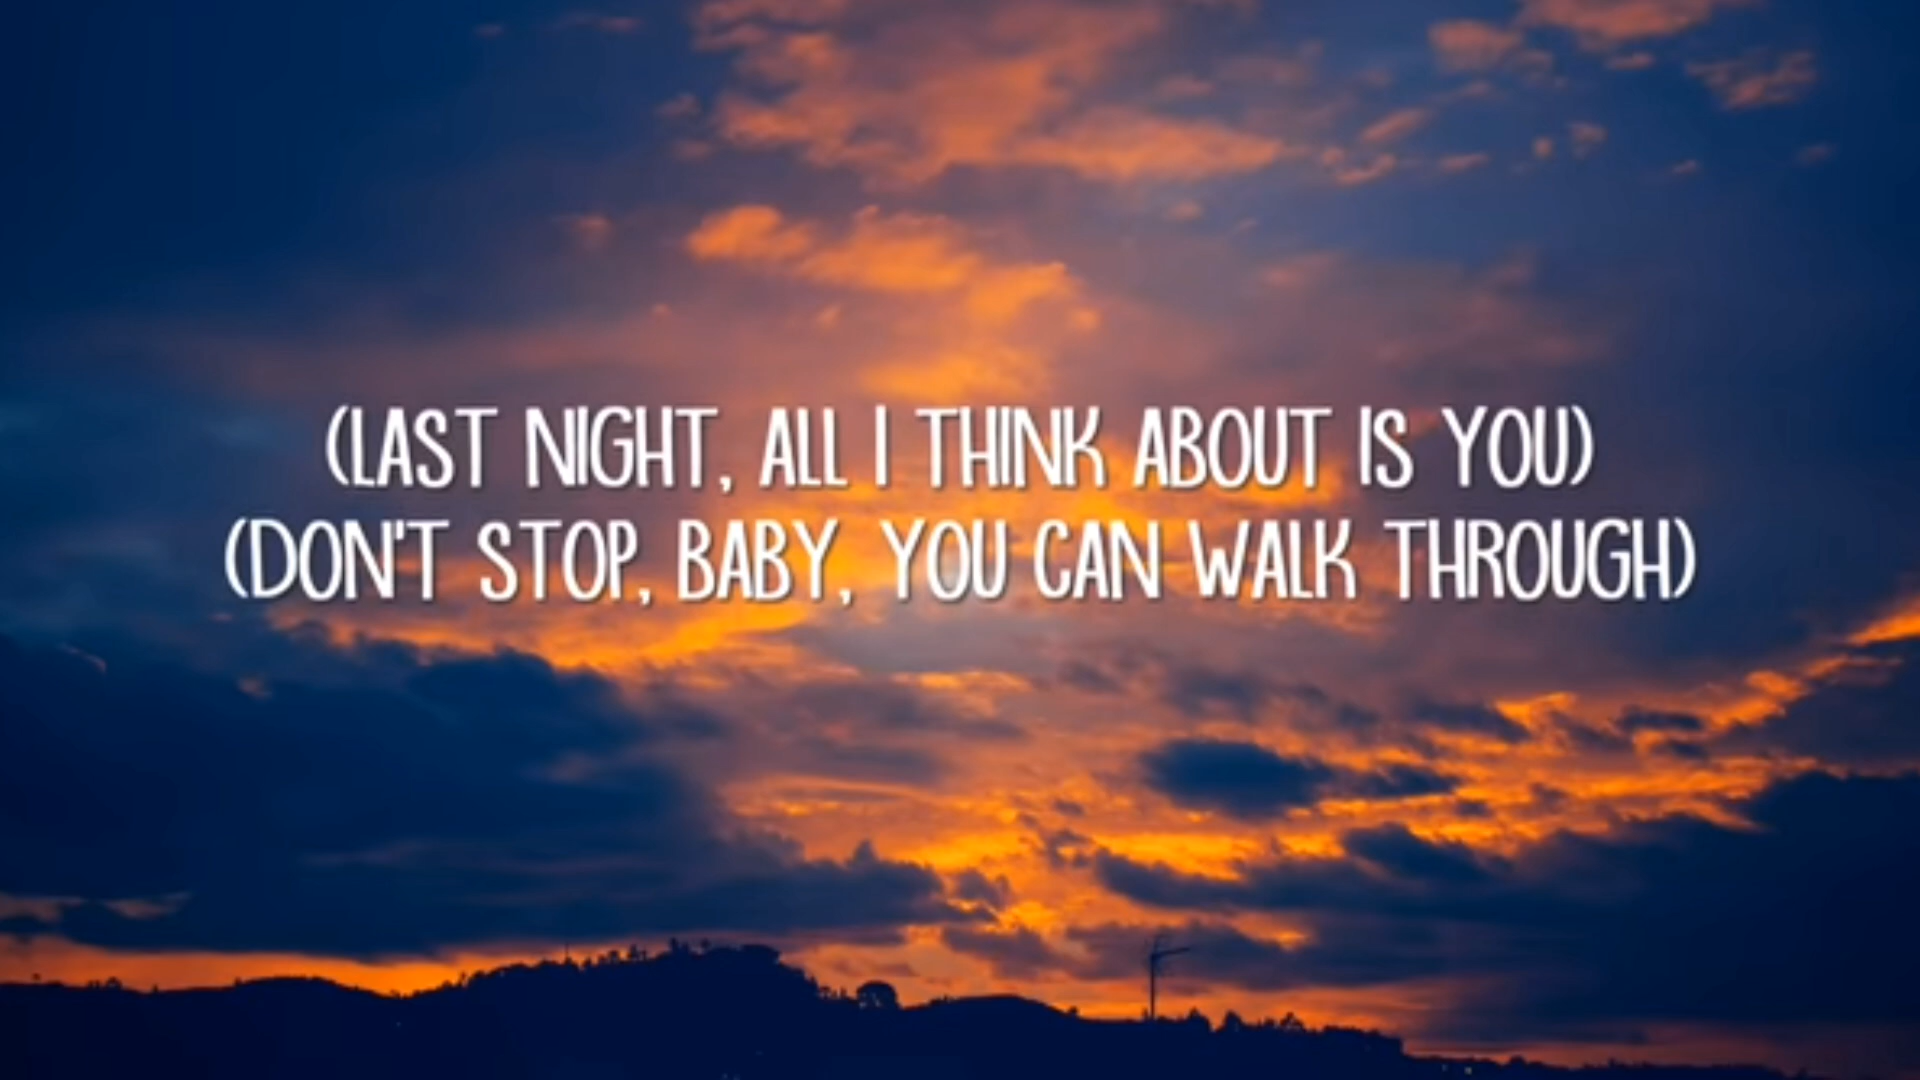 (LAST NIGHT, ALL I THINK ABOUT IS YOU)
(DON'T STOP, BABY, YOU CAN WALK THROUGH)